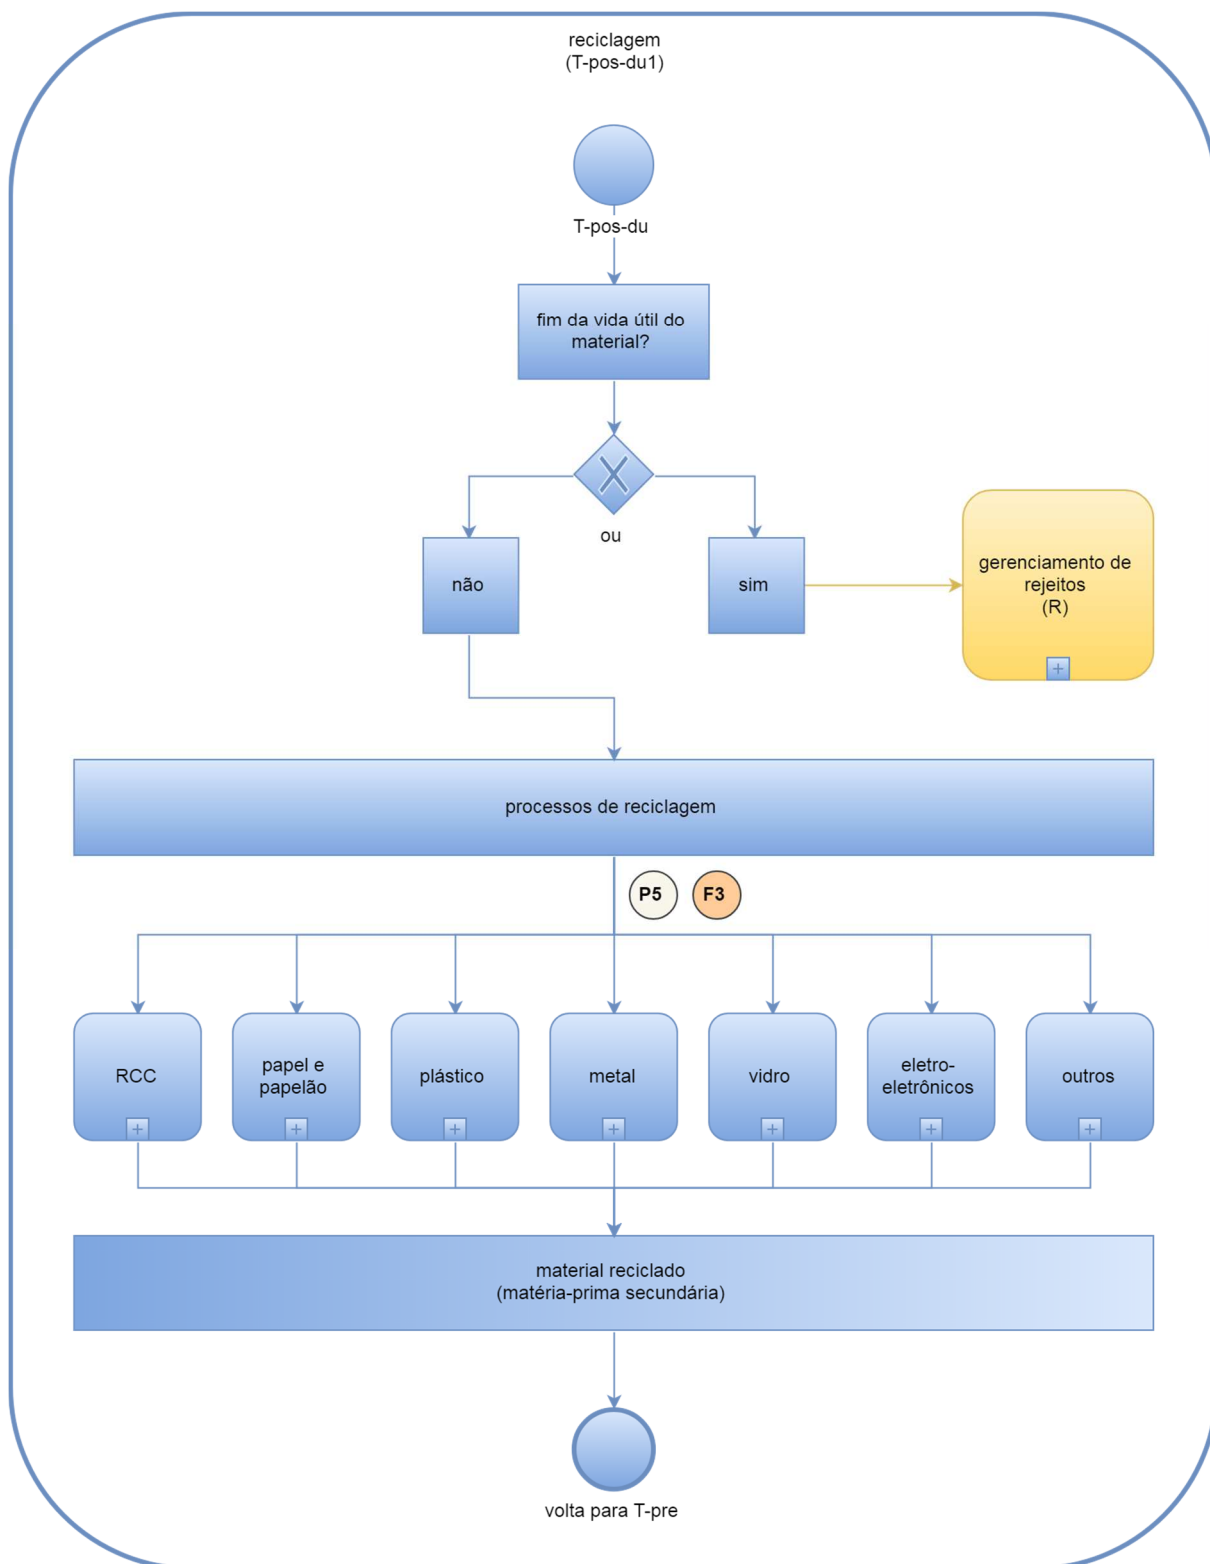 reciclagem
(T-pos-du1)
T-pos-du
fim da vida útil do
material?
ou
não
sim
gerenciamento de
rejeitos
(R)
+
processos de reciclagem
P5
F3
RCC
+
papel e
papelão
+
plástico
+
metal
+
vidro
+
eletro-
eletrônicos
+
outros
+
material reciclado
(matéria-prima secundária)
volta para T-pre